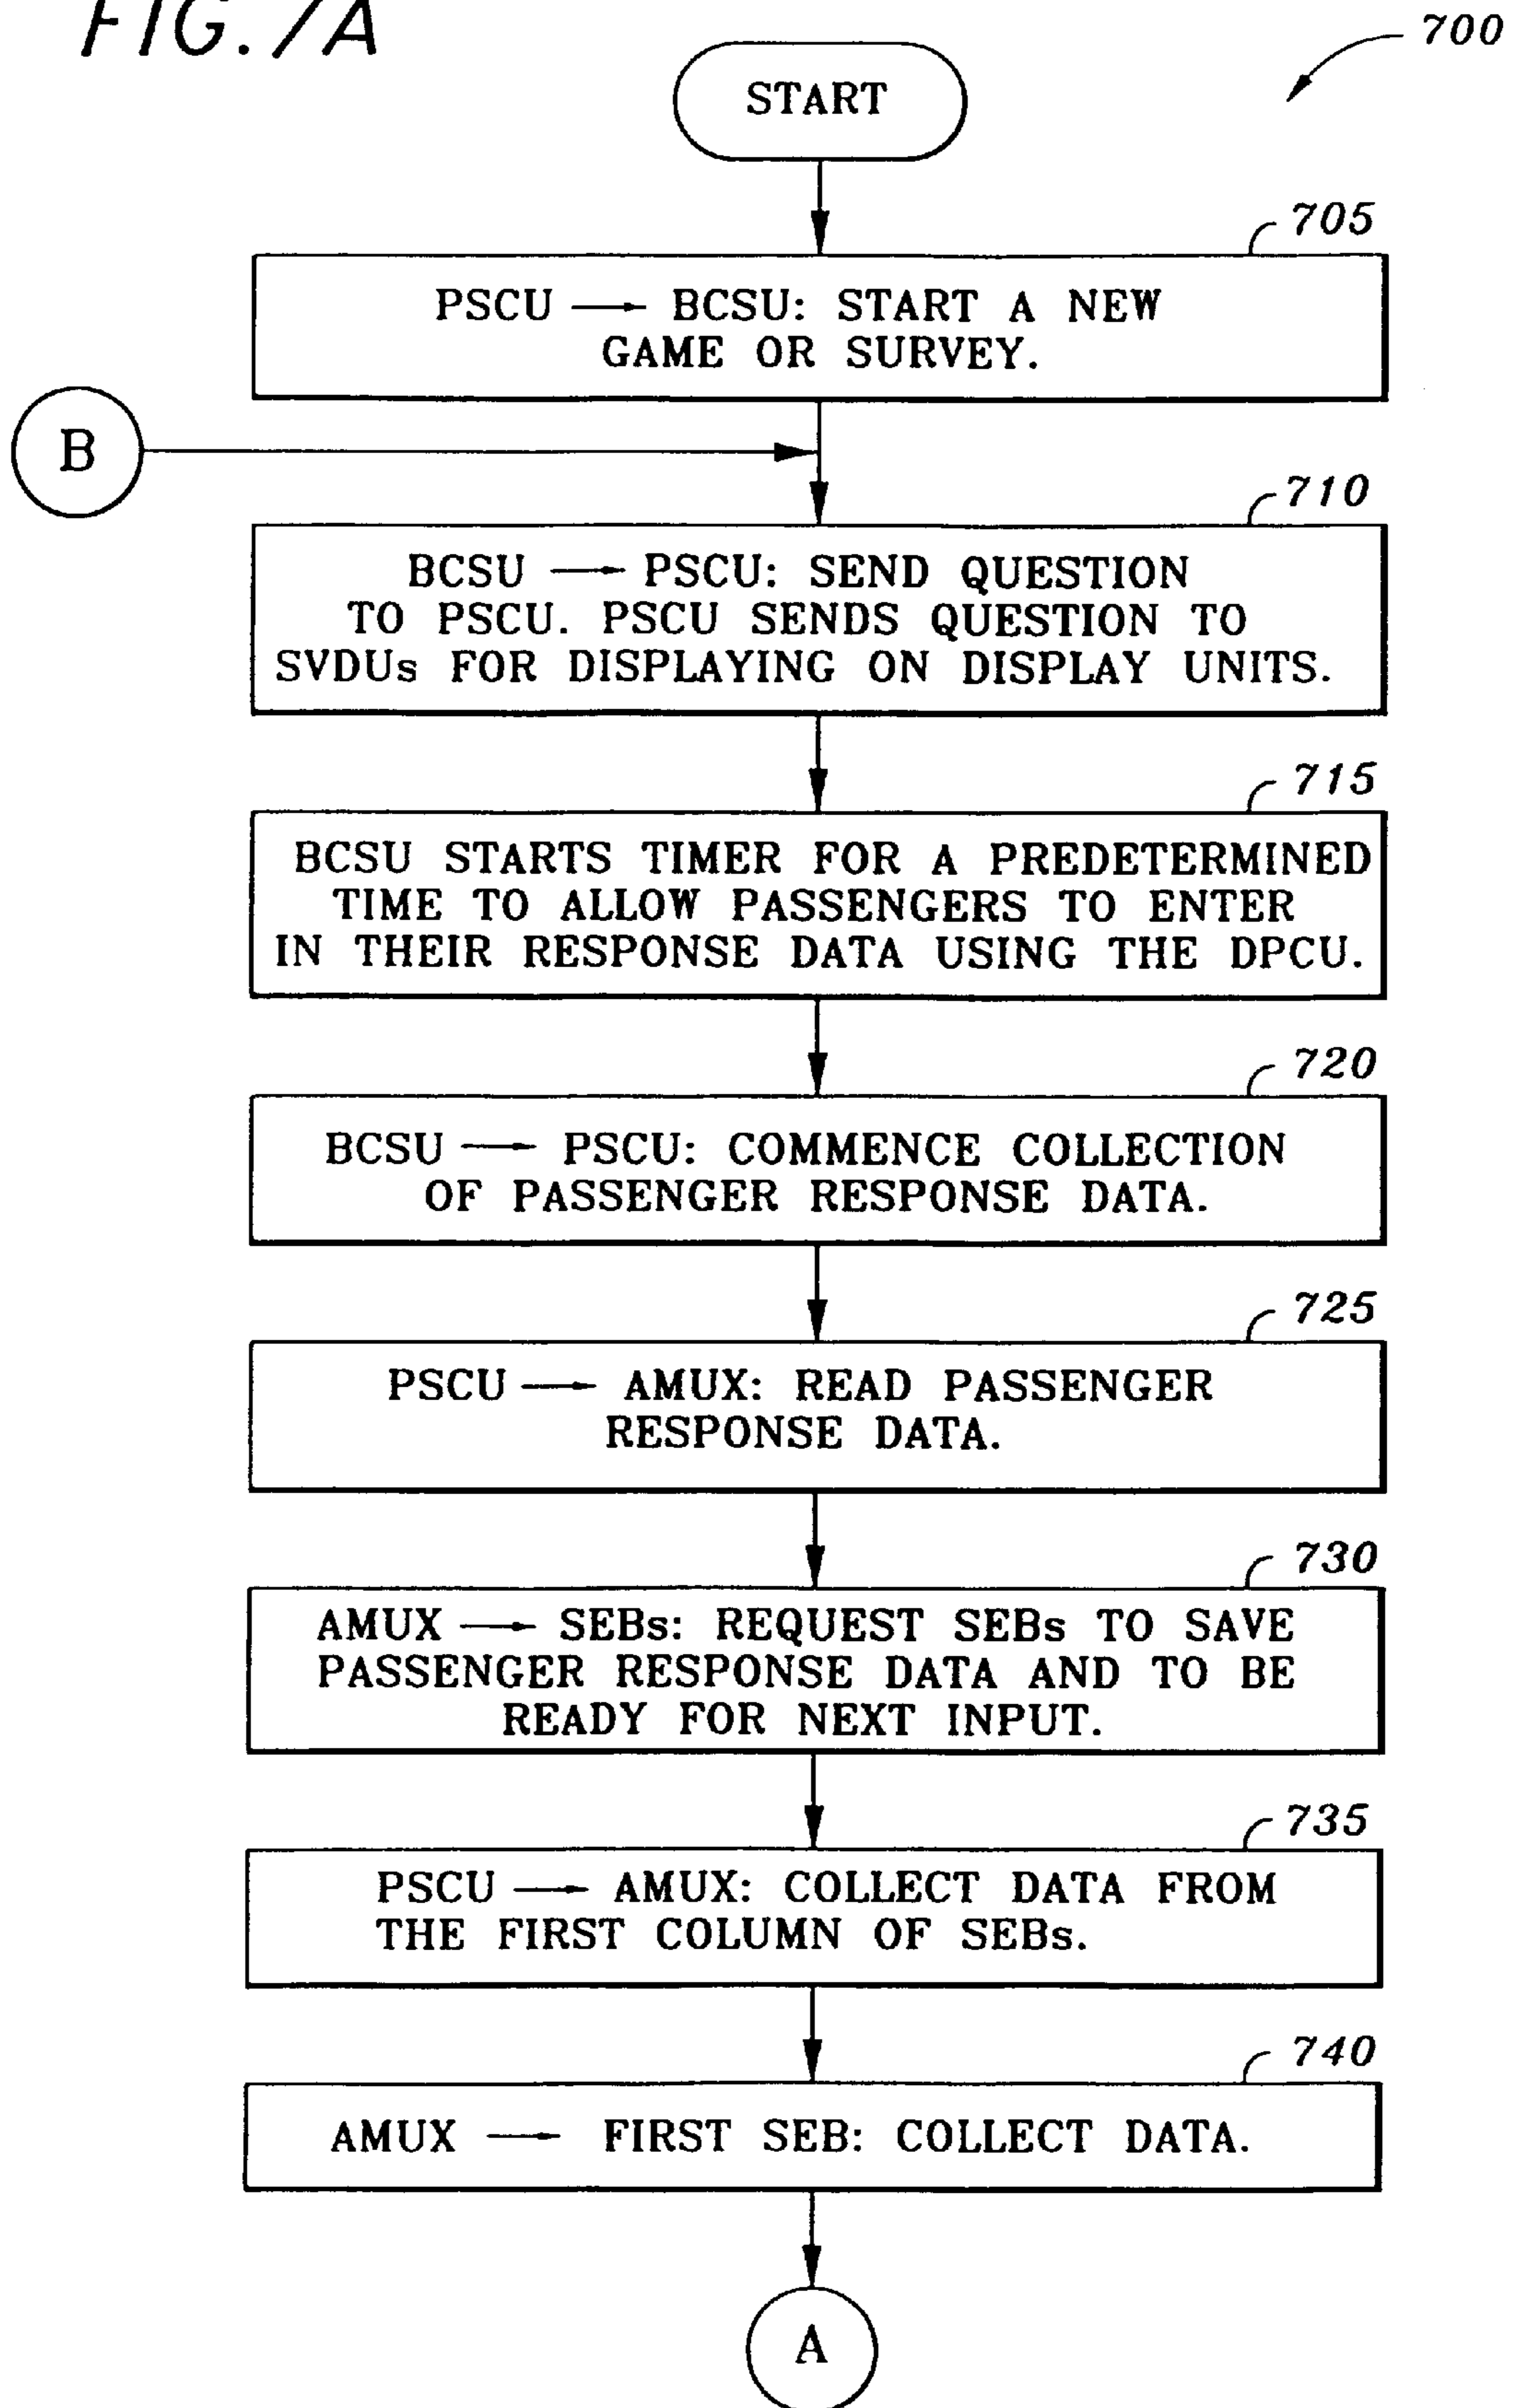 FIG. 7A
700
START
705
PSCU → BCSU: START A NEW
GAME OR SURVEY.
B
710
BCSU → PSCU: SEND QUESTION
TO PSCU. PSCU SENDS QUESTION TO
SVDUs FOR DISPLAYING ON DISPLAY UNITS.
715
BCSU STARTS TIMER FOR A PREDETERMINED
TIME TO ALLOW PASSENGERS TO ENTER
IN THEIR RESPONSE DATA USING THE DPCU.
720
BCSU → PSCU: COMMENCE COLLECTION
OF PASSENGER RESPONSE DATA.
725
PSCU → AMUX: READ PASSENGER
RESPONSE DATA.
730
AMUX → SEBs: REQUEST SEBs TO SAVE
PASSENGER RESPONSE DATA AND TO BE
READY FOR NEXT INPUT.
735
PSCU → AMUX: COLLECT DATA FROM
THE FIRST COLUMN OF SEBs.
740
AMUX → FIRST SEB: COLLECT DATA.
A